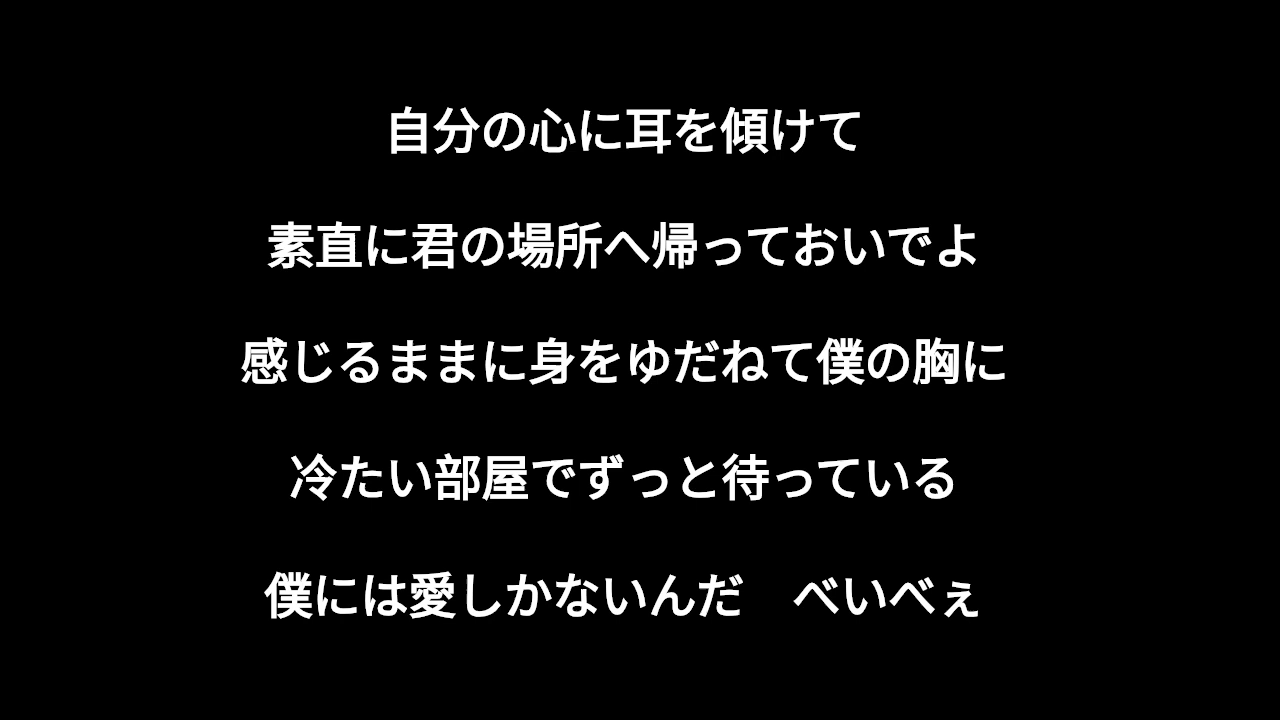 自分の心に耳を傾けて
素直に君の場所へ帰っておいでよ
感じるままに身をゆだねて僕の胸に
冷たい部屋でずっと待っている
僕には愛しかないんだ　べいべぇ